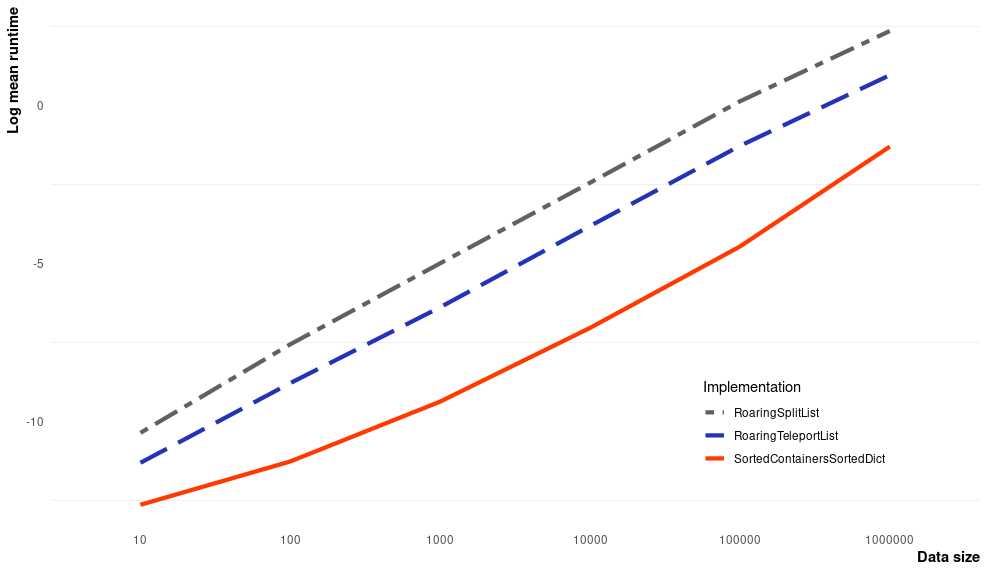 Log mean runtime
0
-5
-10
Implementation
RoaringSplitList
RoaringTeleportList
SortedContainersSortedDict
10
100
1000
10000
100000
1000000
Data size